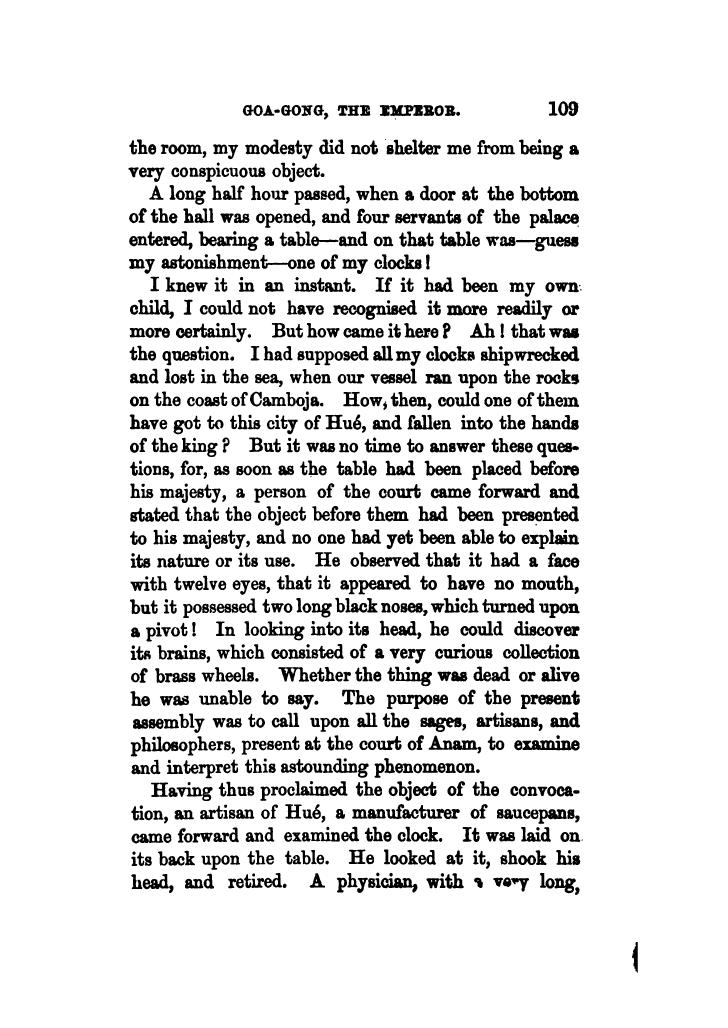 GOA-GONG, THE EMPEROR. 109
the room, my modesty did not shelter me from being a
very conspicuous object.
A long half hour passed, when a door at the bottom
of the hall was opened, and four servants of the palace
entered, bearing a table—and on that table was—guess
my astonishment—one of my clocks!
I knew it in an instant. If it had been my own
child, I could not have recognised it more readily or
more certainly. But how came it here? Ah! that was
the question. I had supposed all my clocks shipwrecked
and lost in the sea, when our vessel ran upon the rocks
on the coast of Camboja. How, then, could one of them
have got to this city of Hué, and fallen into the hands
of the king? But it was no time to answer these ques-
tions, for, as soon as the table had been placed before
his majesty, a person of the court came forward and
stated that the object before them had been presented
to his majesty, and no one had yet been able to explain
its nature or its use. He observed that it had a face
with twelve eyes, that it appeared to have no mouth,
but it possessed two long black noses, which turned upon
a pivot! In looking into its head, he could discover
its brains, which consisted of a very curious collection
of brass wheels. Whether the thing was dead or alive
he was unable to say. The purpose of the present
assembly was to call upon all the sages, artisans, and
philosophers, present at the court of Anam, to examine
and interpret this astounding phenomenon.
Having thus proclaimed the object of the convoca-
tion, an artisan of Hué, a manufacturer of saucepans,
came forward and examined the clock. It was laid on
its back upon the table. He looked at it, shook his
head, and retired. A physician, with a very long,